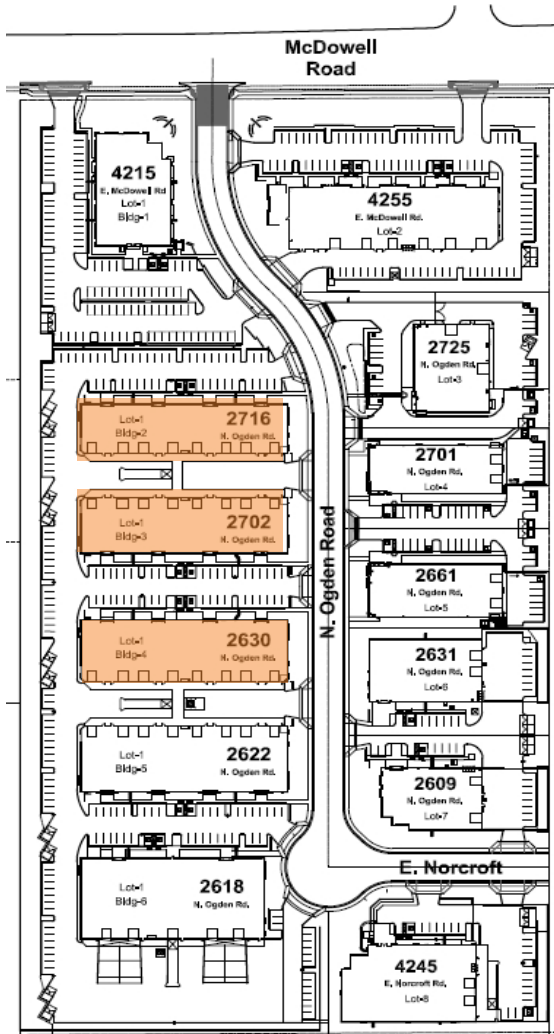 McDowell
Road
4215
E. McDowell Rd
Lot-1
Bldg-1
4255
E. McDowell Rd.
Lot-2
2725
N. Ogden Rd.
Lot-3
Lot-1
Bldg-2
2716
N. Ogden Rd.
2701
N. Ogden Rd.
Lot-4
Lot-1
Bldg-3
2702
N. Ogden Rd.
N. Ogden Road
2661
N. Ogden Rd.
Lot-5
Lot-1
Bldg-4
2630
N. Ogden Rd.
2631
N. Ogden Rd.
Lot-6
Lot-1
Bldg-5
2622
N. Ogden Rd.
2609
N. Ogden Rd.
Lot-7
E. Norcroft
Lot-1
Bldg-6
2618
N. Ogden Rd.
4245
E. Norcroft Rd.
Lot-8